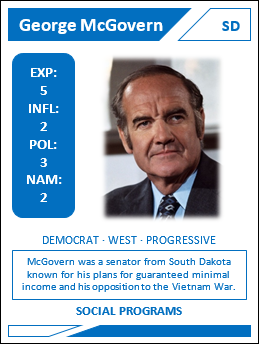 George McGovern SD
EXP:
5
INFL:
2
POL:
3
NAM:
2
DEMOCRAT · WEST · PROGRESSIVE
McGovern was a senator from South Dakota
known for his plans for guaranteed minimal
income and his opposition to the Vietnam War.
SOCIAL PROGRAMS